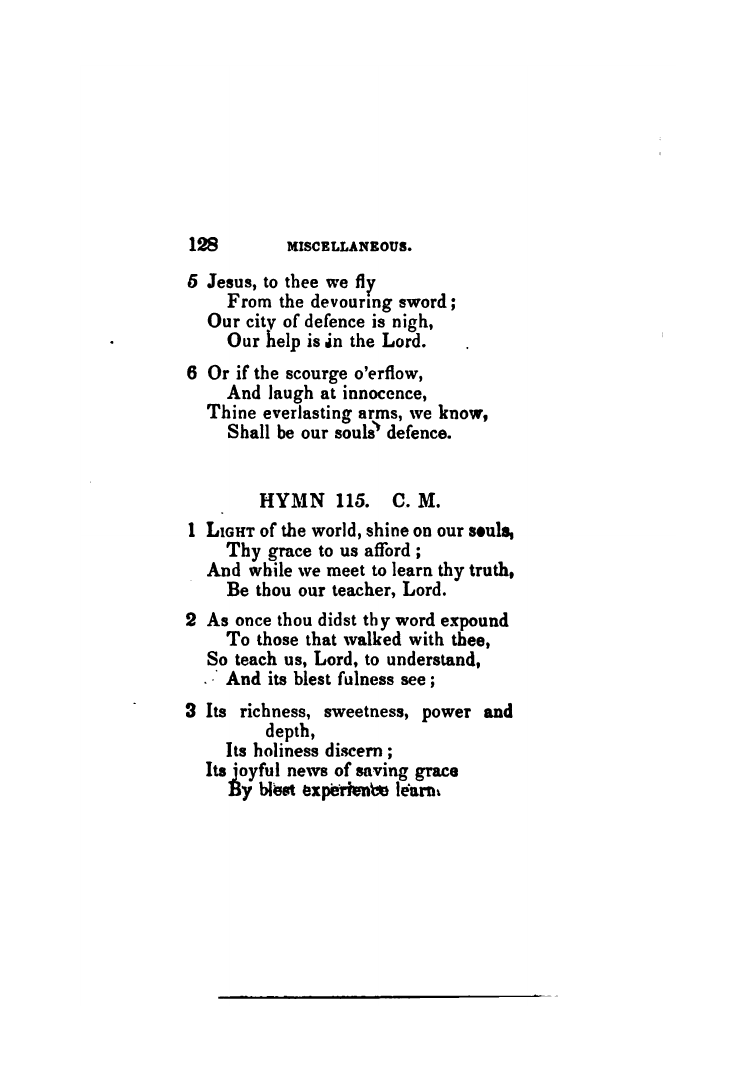 128 MISCELLANEOUS.
5 Jesus, to thee we fly
From the devouring sword;
Our city of defence is nigh,
Our help is in the Lord.
6 Or if the scourge o'erflow,
And laugh at innocence,
Thine everlasting arms, we know,
Shall be our souls' defence.
HYMN 115. C. M.
1 LIGHT of the world, shine on our souls,
Thy grace to us afford;
And while we meet to learn thy truth,
Be thou our teacher, Lord.
2 As once thou didst thy word expound
To those that walked with thee,
So teach us, Lord, to understand,
And its blest fulness see;
3 Its richness, sweetness, power and
depth,
Its holiness discern;
Its joyful news of saving grace
By blest experience learn.